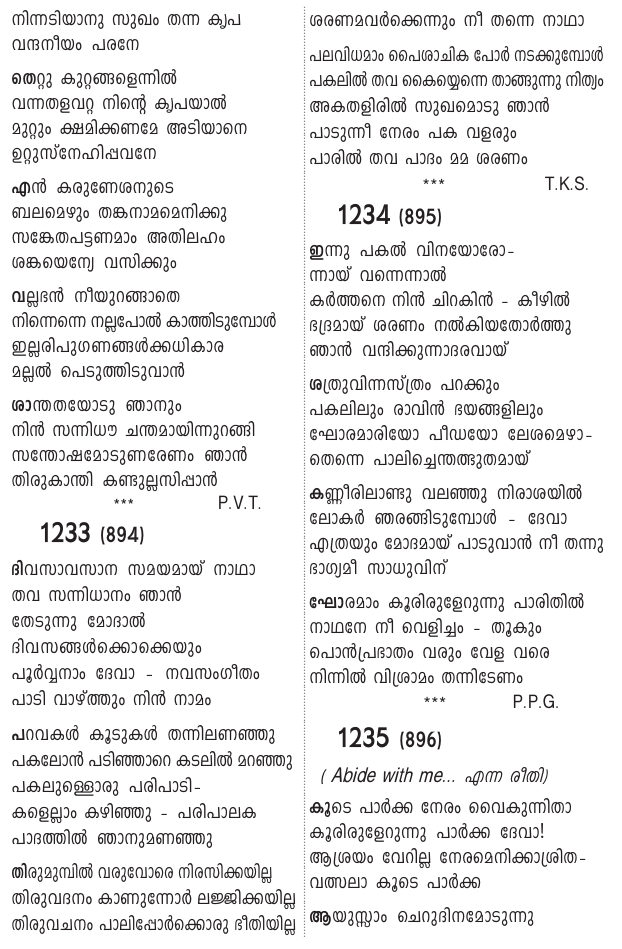 നിന്നടിയാനു സുഖം തന്ന കൃപ
വന്ദനീയം പരനേ
തെറ്റു കുറ്റങ്ങളെന്നിൽ
വന്നതളവറ്റ നിന്റെ കൃപയാൽ
മുറ്റും ക്ഷമിക്കണമേ അടിയാനെ
ഉറ്റുസ്നേഹിപ്പവനേ
എൻ കരുണേശനുടെ
ബലമെഴും തങ്കനാമമെനിക്കു
സങ്കേതപട്ടണമാം അതിലഹം
ശങ്കയെന്യേ വസിക്കും
വല്ലഭൻ നീയുറങ്ങാതെ
നിന്നെന്നെ നല്ലപോൽ കാത്തിടുമ്പോൾ
ഇല്ലരിപുഗണങ്ങൾക്കധികാര
മല്ലൽ പെടുത്തിടുവാൻ
ശാന്തതയോടു ഞാനും
നിൻ സന്നിധൗ ചന്തമായിന്നുറങ്ങി
സന്തോഷമോടുണരേണം ഞാൻ
തിരുകാന്തി കണ്ടുല്ലസിപ്പാൻ
*** P.V.T.
1233 (894)
ദിവസാവസാന സമയമായ് നാഥാ
തവ സന്നിധാനം ഞാൻ
തേടുന്നു മോദാൽ
ദിവസങ്ങൾക്കൊക്കെയും
പൂർവ്വനാം ദേവാ - നവസംഗീതം
പാടി വാഴ്ത്തും നിൻ നാമം
പറവകൾ കൂടുകൾ തന്നിലണഞ്ഞു
പകലോൻ പടിഞ്ഞാറെ കടലിൽ മറഞ്ഞു
പകലുള്ളൊരു പരിപാടി-
കളെല്ലാം കഴിഞ്ഞു - പരിപാലക
പാദത്തിൽ ഞാനുമണഞ്ഞു
തിരുമുമ്പിൽ വരുവോരെ നിരസിക്കയില്ല
തിരുവദനം കാണുന്നോർ ലജ്ജിക്കയില്ല
തിരുവചനം പാലിപ്പോർക്കൊരു ഭീതിയില്ല
ശരണമവർക്കെന്നും നീ തന്നെ നാഥാ
പലവിധമാം പൈശാചിക പോർ നടക്കുമ്പോൾ
പകലിൽ തവ കൈയ്യെന്നെ താങ്ങുന്നു നിത്യം
അകതളിരിൽ സുഖമൊടു ഞാൻ
പാടുന്നീ നേരം പക വളരും
പാരിൽ തവ പാദം മമ ശരണം
*** T.K.S.
1234 (895)
ഇന്നു പകൽ വിനയോരോ-
ന്നായ് വന്നെന്നാൽ
കർത്തനെ നിൻ ചിറകിൻ - കീഴിൽ
ഭദ്രമായ് ശരണം നൽകിയതോർത്തു
ഞാൻ വന്ദിക്കുന്നാദരവായ്
ശത്രുവിന്നസ്ത്രം പറക്കും
പകലിലും രാവിൻ ഭയങ്ങളിലും
ഘോരമാരിയോ പീഡയോ ലേശമെഴാ-
തെന്നെ പാലിച്ചെന്തത്ഭുതമായ്
കണ്ണീരിലാണ്ടു വലഞ്ഞു നിരാശയിൽ
ലോകർ ഞരങ്ങിടുമ്പോൾ - ദേവാ
എത്രയും മോദമായ് പാടുവാൻ നീ തന്നു
ഭാഗ്യമീ സാധുവിന്
ഘോരമാം കൂരിരുളേറുന്നു പാരിതിൽ
നാഥനേ നീ വെളിച്ചം - തൂകും
പൊൻപ്രഭാതം വരും വേള വരെ
നിന്നിൽ വിശ്രാമം തന്നിടേണം
*** P.P.G.
1235 (896)
( Abide with me... എന്ന രീതി)
കൂടെ പാർക്ക നേരം വൈകുന്നിതാ
കൂരിരുളേറുന്നു പാർക്ക ദേവാ!
ആശ്രയം വേറില്ല നേരമെനിക്കാശ്രിത-
വത്സലാ കൂടെ പാർക്ക
ആയുസ്സാം ചെറുദിനമോടുന്നു